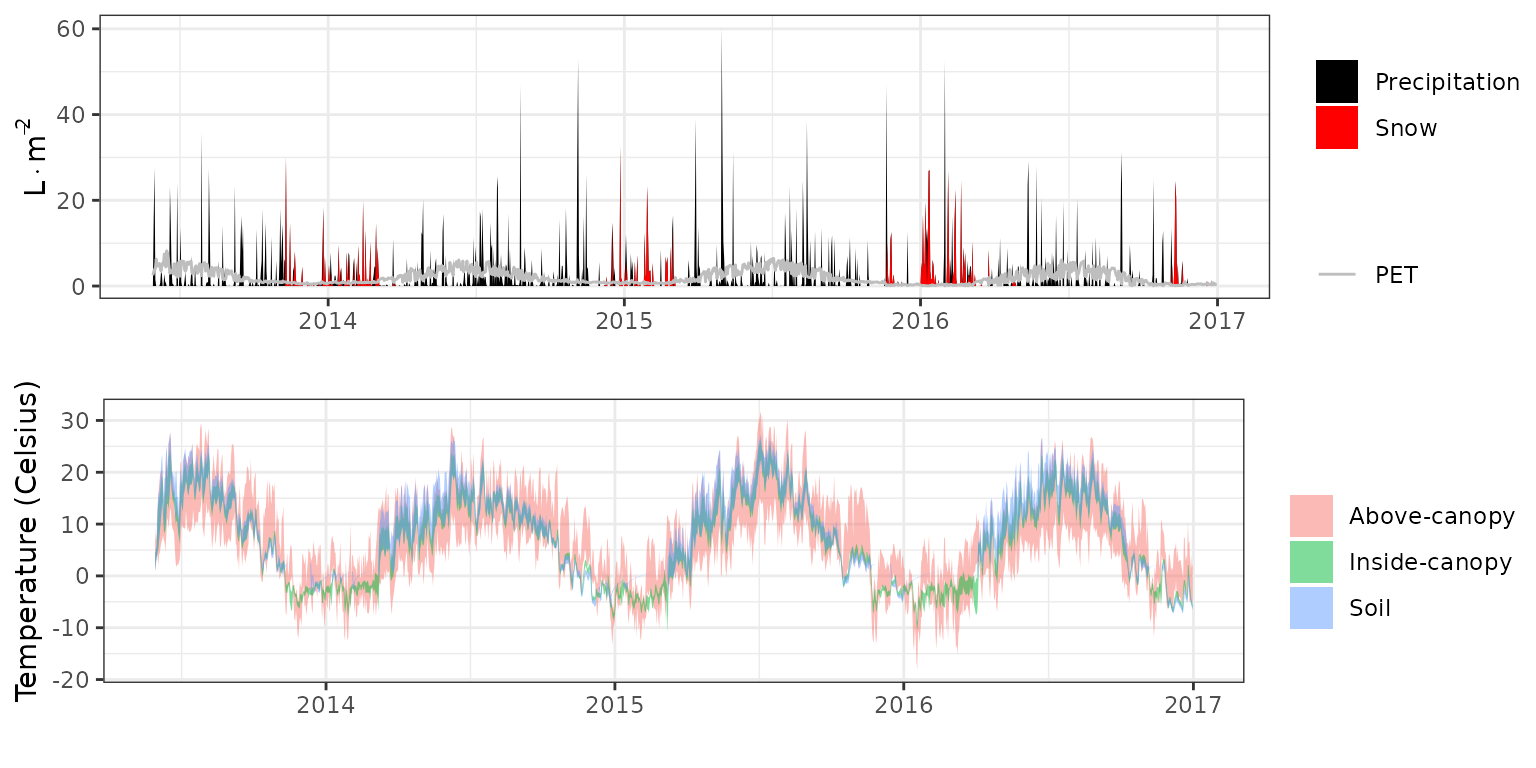 60
40
20
0
L · m⁻²
2014 2015 2016 2017
Precipitation
Snow
PET
30
20
10
0
-10
-20
Temperature (Celsius)
2014 2015 2016 2017
Above-canopy
Inside-canopy
Soil